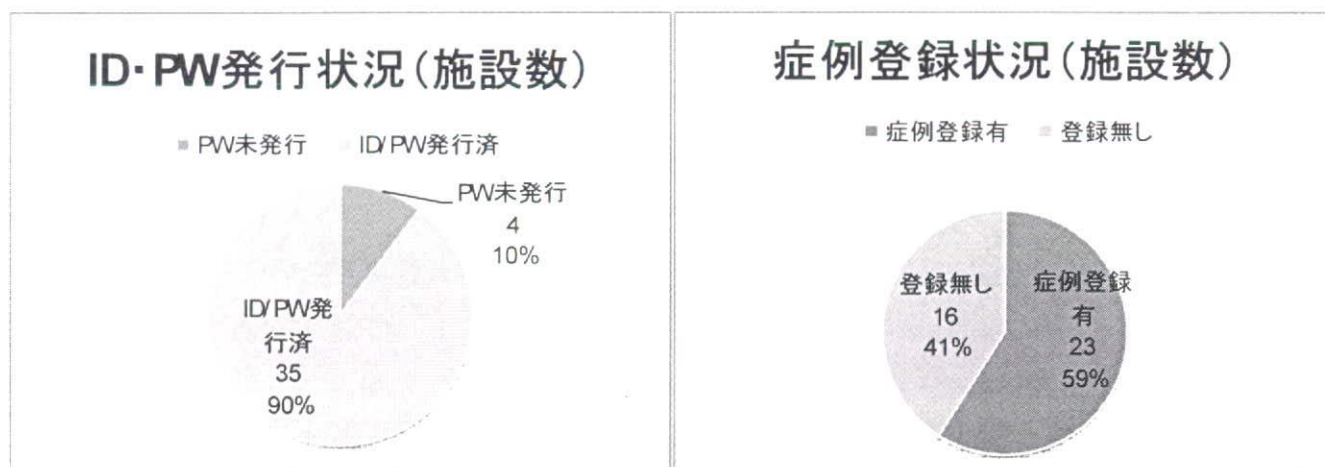 ID・PW発行状況(施設数)
PW未発行 ID/PW発行済
PW未発行
4
10%
ID/PW発
行済
35
90%
症例登録状況(施設数)
症例登録有 登録無し
登録無し
16
41%
症例登録
有
23
59%